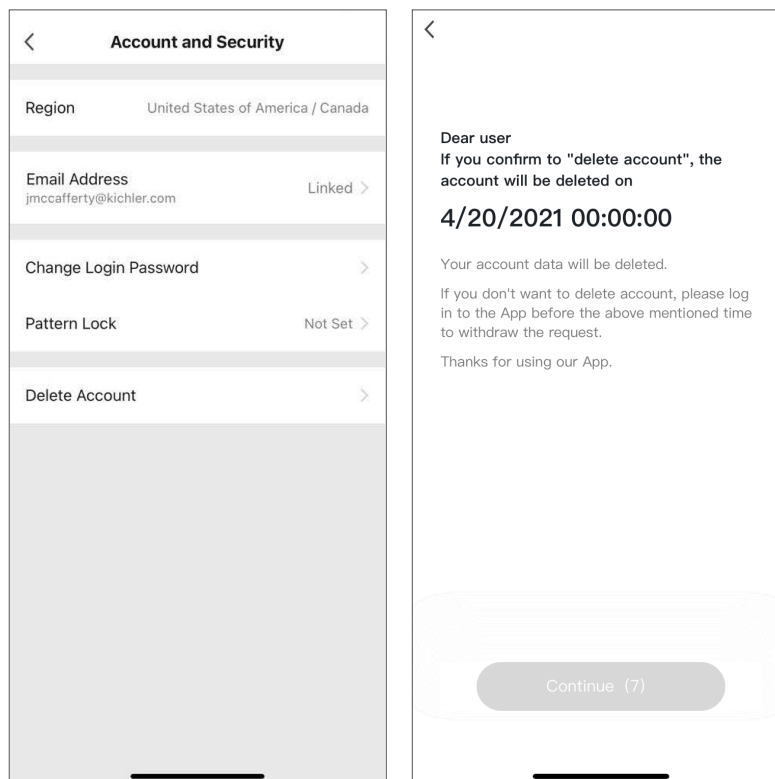 Account and Security
Region United States of America / Canada
Email Address
jmccafferty@kichler.com
Linked
Change Login Password
Pattern Lock Not Set
Delete Account
Dear user
If you confirm to "delete account", the
account will be deleted on
4/20/2021 00:00:00
Your account data will be deleted.
If you don't want to delete account, please log
in to the App before the above mentioned time
to withdraw the request.
Thanks for using our App.
Continue (7)